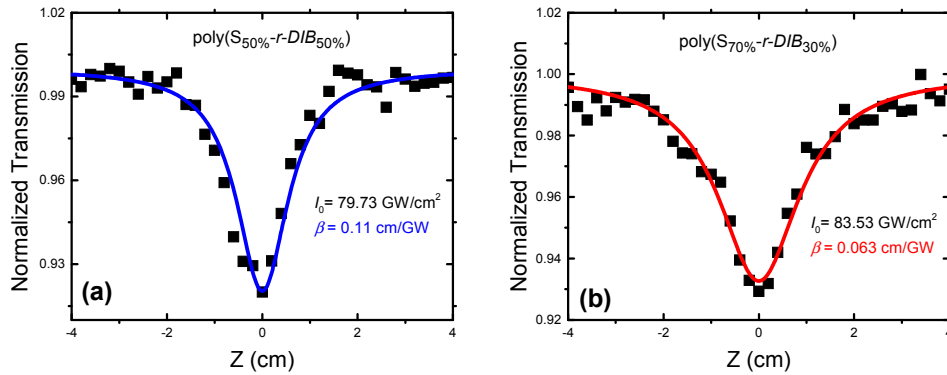 poly(S50%-r-DIB50%)
Normalized Transmission
1.02
0.99
0.96
0.93
I0 = 79.73 GW/cm2
β = 0.11 cm/GW
(a)
-4 -2 0 2 4
Z (cm)
poly(S70%-r-DIB30%)
Normalized Transmission
1.02
1.00
0.98
0.96
0.94
0.92
I0 = 83.53 GW/cm2
β = 0.063 cm/GW
(b)
-4 -2 0 2 4
Z (cm)